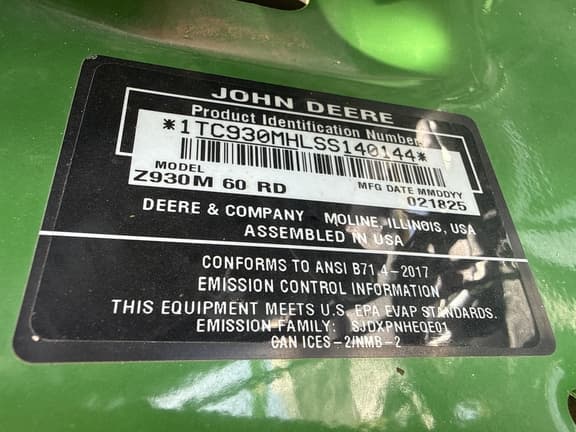 JOHN DEERE
Product Identification Number
*1TC930MHLSS140144*
MODEL MFG DATE MMDDYY
Z930M 60 RD 021825
DEERE & COMPANY MOLINE, ILLINOIS, USA
ASSEMBLED IN USA
CONFORMS TO ANSI B71.4-2017
EMISSION CONTROL INFORMATION
THIS EQUIPMENT MEETS U.S. EPA EVAP STANDARDS.
EMISSION FAMILY: SJDXPNHEQE01
CAN ICES-2/NMB-2